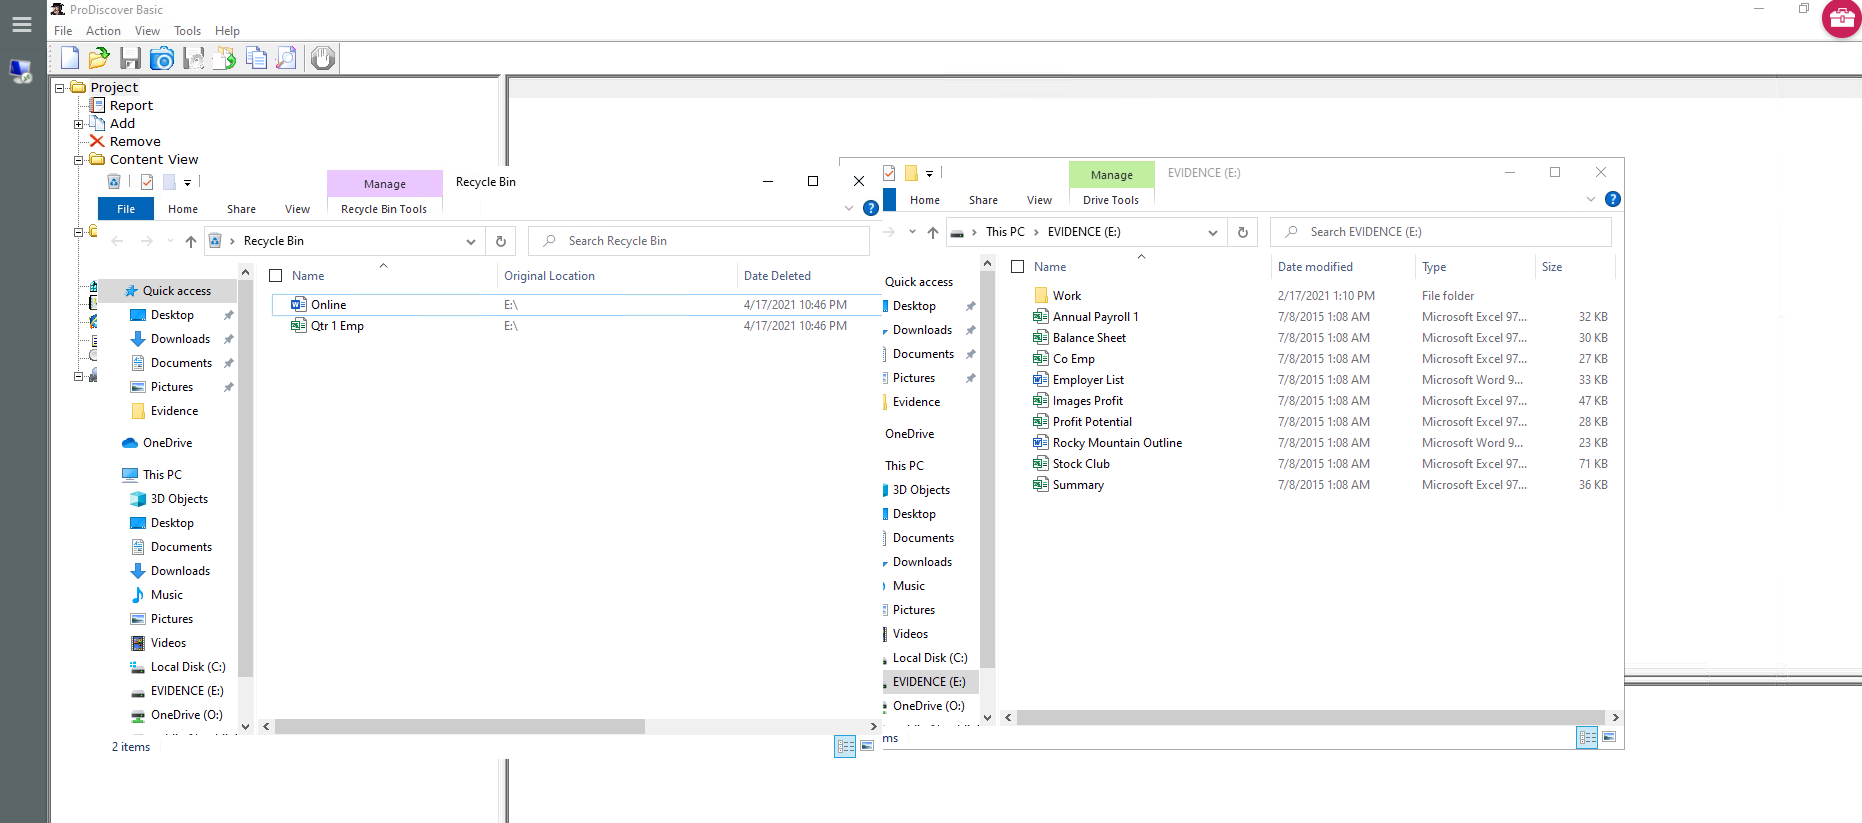 ProDiscover Basic
File Action View Tools Help
Project
Report
Add
Remove
Content View
Manage Recycle Bin
File Home Share View Recycle Bin Tools
Recycle Bin
Search Recycle Bin
Name Original Location Date Deleted
Online E:\ 4/17/2021 10:46 PM
Qtr 1 Emp E:\ 4/17/2021 10:46 PM
Quick access
Desktop
Downloads
Documents
Pictures
Evidence
OneDrive
This PC
3D Objects
Desktop
Documents
Downloads
Music
Pictures
Videos
Local Disk (C:)
EVIDENCE (E:)
OneDrive (O:)
2 items
Manage EVIDENCE (E:)
Home Share View Drive Tools
This PC EVIDENCE (E:)
Search EVIDENCE (E:)
Name Date modified Type Size
Work 2/17/2021 1:10 PM File folder
Annual Payroll 1 7/8/2015 1:08 AM Microsoft Excel 97... 32 KB
Balance Sheet 7/8/2015 1:08 AM Microsoft Excel 97... 30 KB
Co Emp 7/8/2015 1:08 AM Microsoft Excel 97... 27 KB
Employer List 7/8/2015 1:08 AM Microsoft Word 9... 33 KB
Images Profit 7/8/2015 1:08 AM Microsoft Excel 97... 47 KB
Profit Potential 7/8/2015 1:08 AM Microsoft Excel 97... 28 KB
Rocky Mountain Outline 7/8/2015 1:08 AM Microsoft Word 9... 23 KB
Stock Club 7/8/2015 1:08 AM Microsoft Excel 97... 71 KB
Summary 7/8/2015 1:08 AM Microsoft Excel 97... 36 KB
Quick access
Desktop
Downloads
Documents
Pictures
Evidence
OneDrive
This PC
3D Objects
Desktop
Documents
Downloads
Music
Pictures
Videos
Local Disk (C:)
EVIDENCE (E:)
OneDrive (O:)
ms